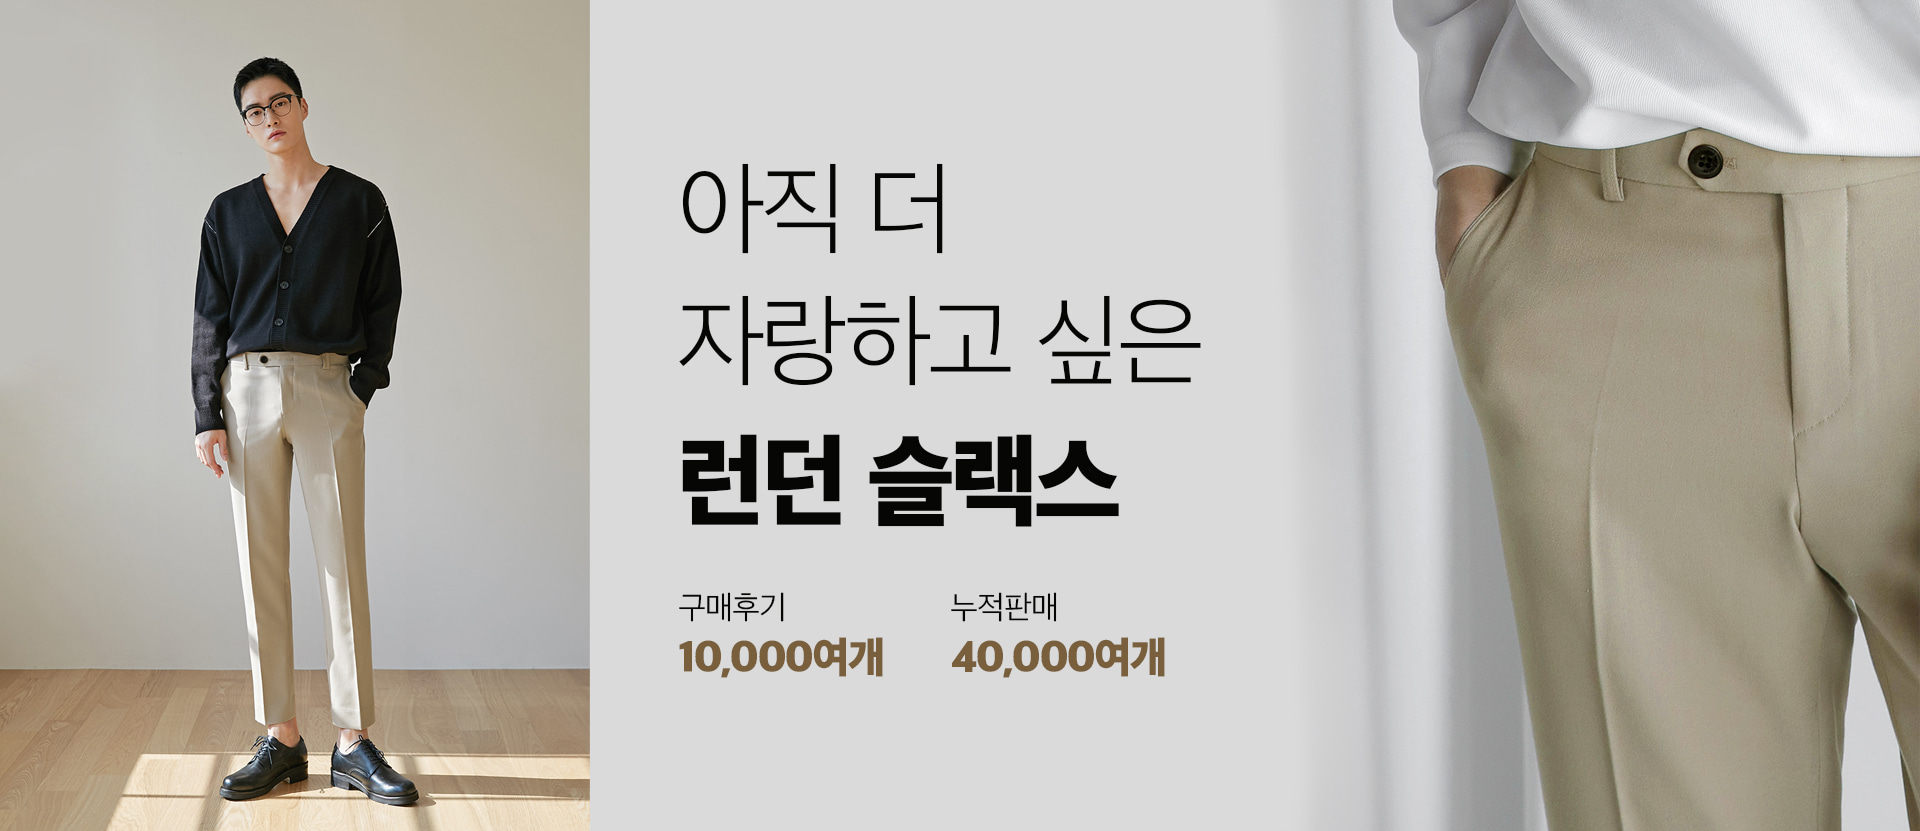 아직 더
자랑하고 싶은
런던 슬랙스
구매후기 누적판매
10,000여개 40,000여개